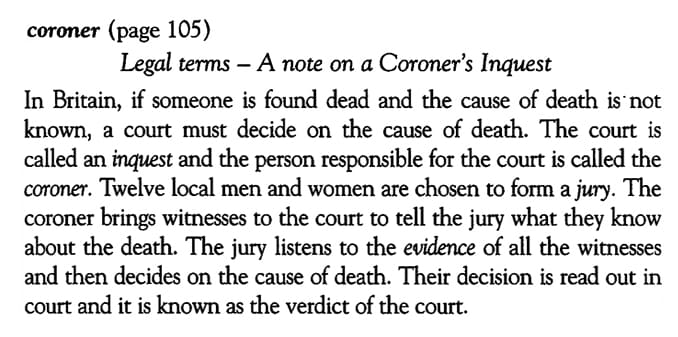 coroner (page 105)
Legal terms – A note on a Coroner's Inquest
In Britain, if someone is found dead and the cause of death is not
known, a court must decide on the cause of death. The court is
called an inquest and the person responsible for the court is called the
coroner. Twelve local men and women are chosen to form a jury. The
coroner brings witnesses to the court to tell the jury what they know
about the death. The jury listens to the evidence of all the witnesses
and then decides on the cause of death. Their decision is read out in
court and it is known as the verdict of the court.